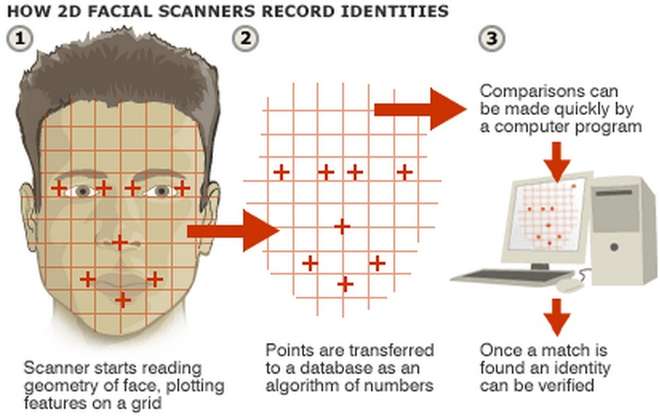 HOW 2D FACIAL SCANNERS RECORD IDENTITIES
1
Scanner starts reading
geometry of face, plotting
features on a grid
2
Points are transferred
to a database as an
algorithm of numbers
3
Comparisons can
be made quickly by
a computer program
Once a match is
found an identity
can be verified